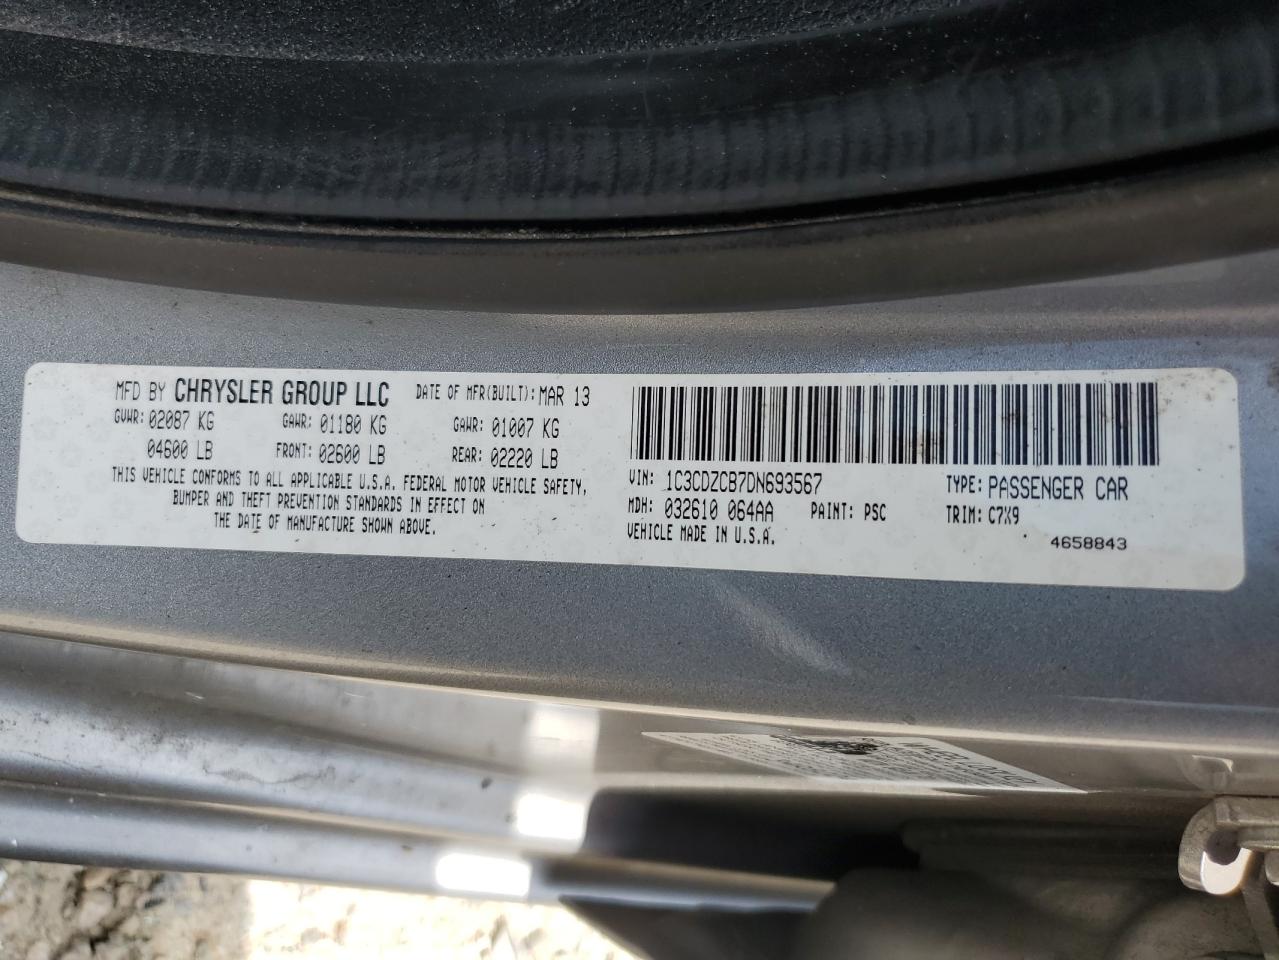 MFD BY CHRYSLER GROUP LLC DATE OF MFR(BUILT): MAR 13
GVWR: 02087 KG GAWR: 01180 KG GAWR: 01007 KG
04600 LB FRONT: 02600 LB REAR: 02220 LB
THIS VEHICLE CONFORMS TO ALL APPLICABLE U.S.A. FEDERAL MOTOR VEHICLE SAFETY,
BUMPER AND THEFT PREVENTION STANDARDS IN EFFECT ON
THE DATE OF MANUFACTURE SHOWN ABOVE.
VIN: 1C3CDZCB7DN693567 TYPE: PASSENGER CAR
MDH: 032610 064AA PAINT: PSC TRIM: C7X9
VEHICLE MADE IN U.S.A.
4658843